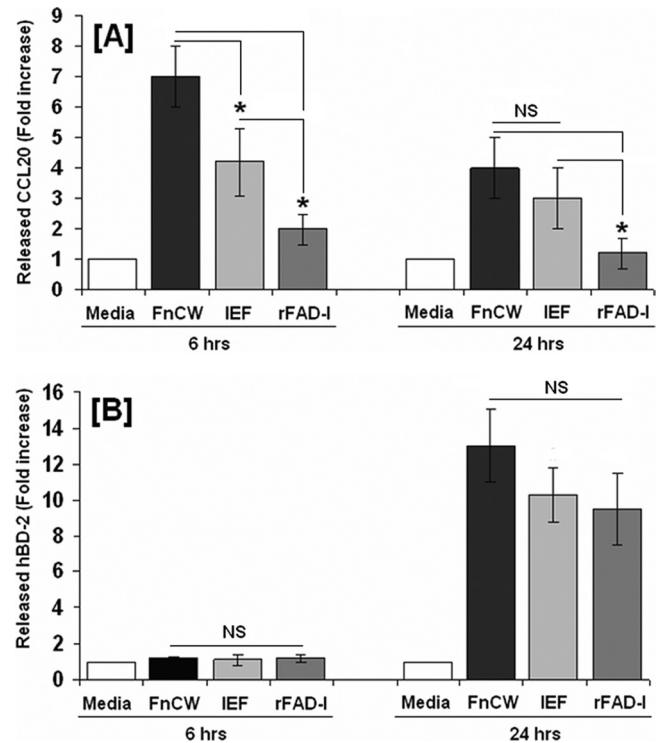 [A]
Released CCL20 (Fold increase)
9
8
7
6
5
4
3
2
1
0
*
*
NS
*
Media FnCW IEF rFAD-I Media FnCW IEF rFAD-I
6 hrs 24 hrs
[B]
Released hBD-2 (Fold increase)
16
14
12
10
8
6
4
2
0
NS
NS
Media FnCW IEF rFAD-I Media FnCW IEF rFAD-I
6 hrs 24 hrs